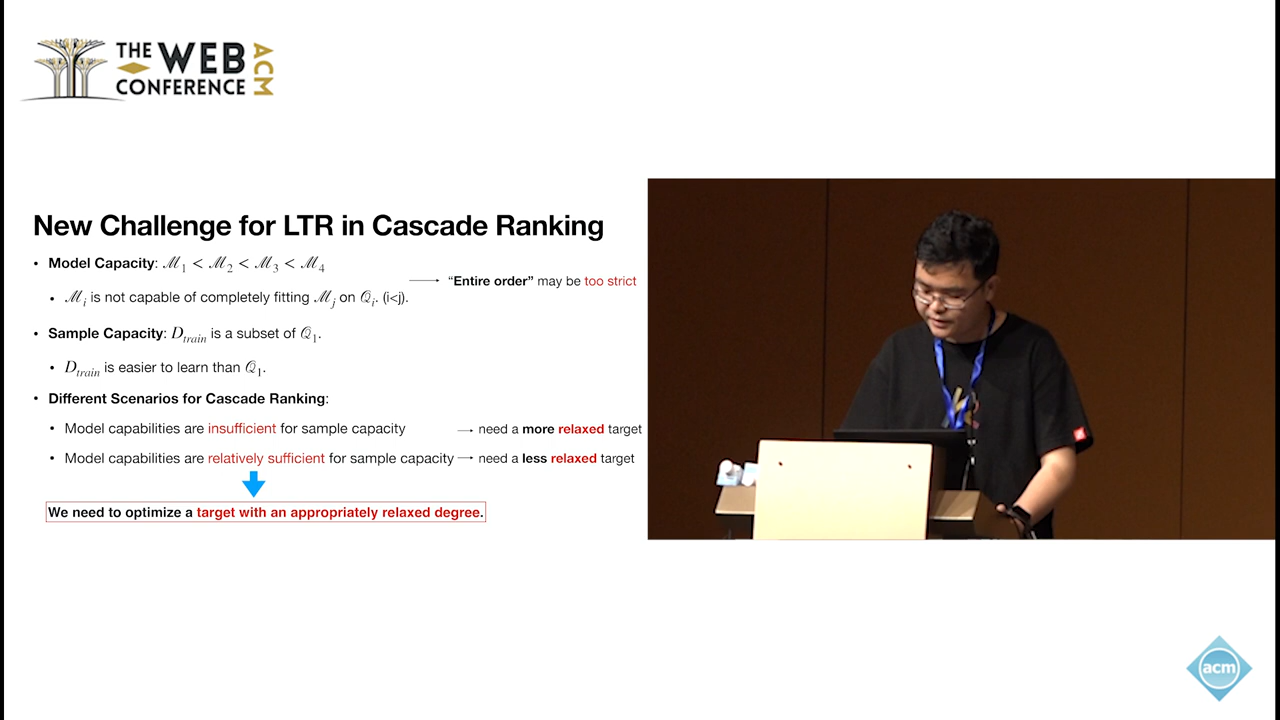 THE WEB
CONFERENCE
ACM
New Challenge for LTR in Cascade Ranking
• Model Capacity: ℳ₁ < ℳ₂ < ℳ₃ < ℳ₄
"Entire order" may be too strict
• ℳᵢ is not capable of completely fitting ℳⱼ on 𝒬ᵢ. (i<j).
• Sample Capacity: D_train is a subset of 𝒬₁.
• D_train is easier to learn than 𝒬₁.
• Different Scenarios for Cascade Ranking:
• Model capabilities are insufficient for sample capacity → need a more relaxed target
• Model capabilities are relatively sufficient for sample capacity → need a less relaxed target
We need to optimize a target with an appropriately relaxed degree.
acm